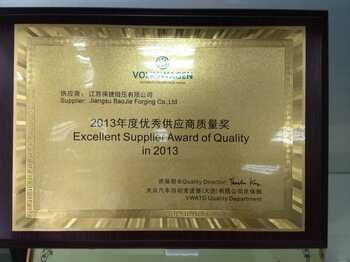 VOLKSWAGEN
供应商： 江苏保捷锻压有限公司
Supplier: Jiangsu BaoJie Forging Co.,Ltd
2013年度优秀供应商质量奖
Excellent Supplier Award of Quality
in 2013
质量部长Quality Director:
大众汽车自动变速器(大连)有限公司质保部
VWATD Quality Department